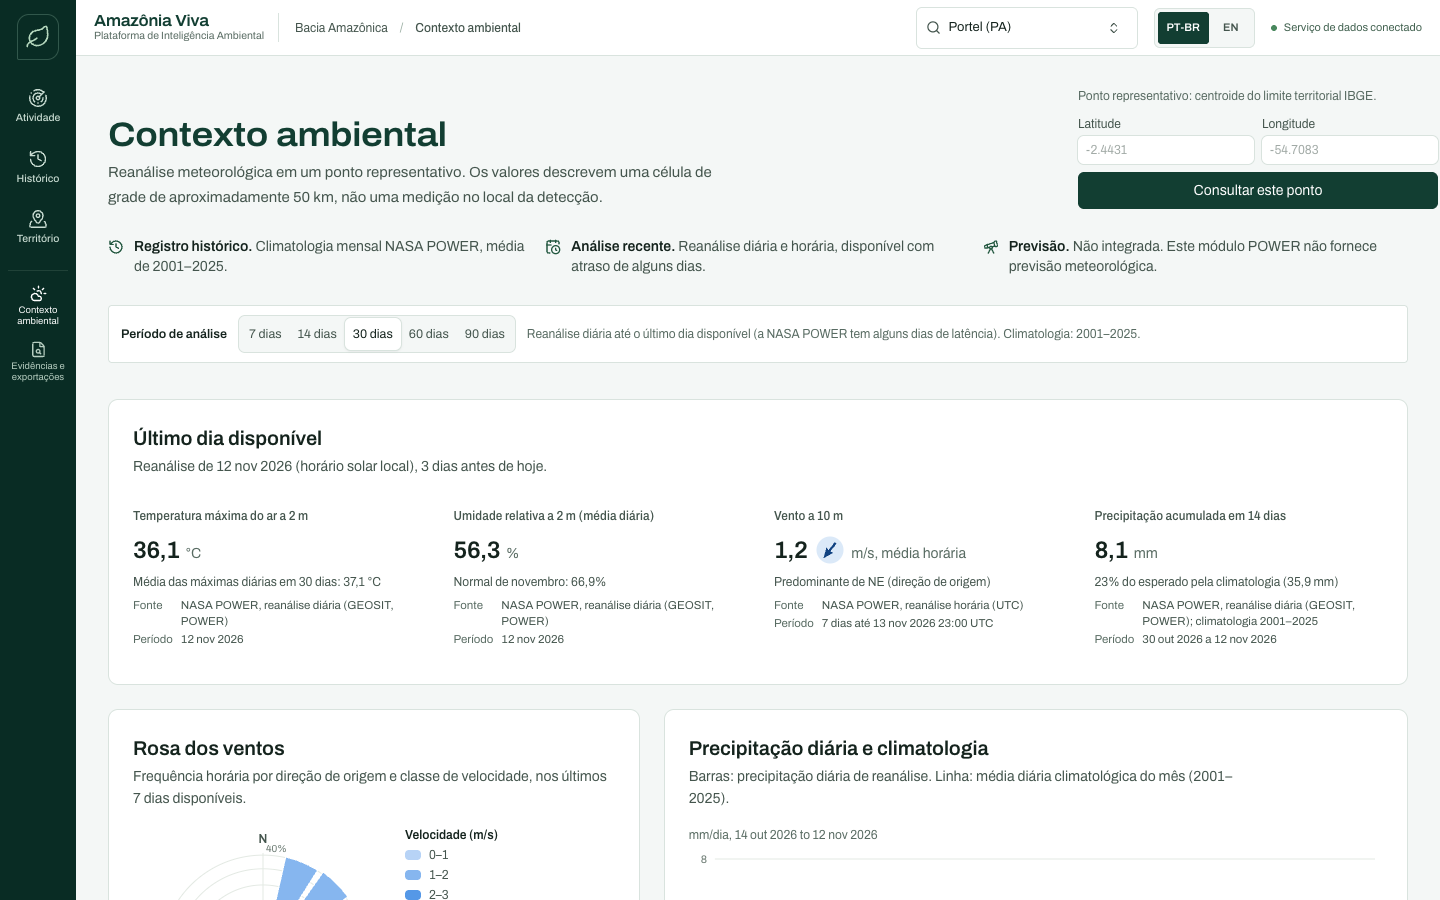 Amazônia Viva
Plataforma de Inteligência Ambiental
Bacia Amazônica / Contexto ambiental
Portel (PA)
PT-BR EN
Serviço de dados conectado
Atividade
Histórico
Território
Contexto
ambiental
Evidências e
exportações
Contexto ambiental
Reanálise meteorológica em um ponto representativo. Os valores descrevem uma célula de
grade de aproximadamente 50 km, não uma medição no local da detecção.
Ponto representativo: centroide do limite territorial IBGE.
Latitude Longitude
-2.4431 -54.7083
Consultar este ponto
Registro histórico. Climatologia mensal NASA POWER, média
de 2001–2025.
Análise recente. Reanálise diária e horária, disponível com
atraso de alguns dias.
Previsão. Não integrada. Este módulo POWER não fornece
previsão meteorológica.
Período de análise 7 dias 14 dias 30 dias 60 dias 90 dias Reanálise diária até o último dia disponível (a NASA POWER tem alguns dias de latência). Climatologia: 2001–2025.
Último dia disponível
Reanálise de 12 nov 2026 (horário solar local), 3 dias antes de hoje.
Temperatura máxima do ar a 2 m
36,1 °C
Média das máximas diárias em 30 dias: 37,1 °C
Fonte NASA POWER, reanálise diária (GEOSIT,
POWER)
Período 12 nov 2026
Umidade relativa a 2 m (média diária)
56,3 %
Normal de novembro: 66,9%
Fonte NASA POWER, reanálise diária (GEOSIT,
POWER)
Período 12 nov 2026
Vento a 10 m
1,2 m/s, média horária
Predominante de NE (direção de origem)
Fonte NASA POWER, reanálise horária (UTC)
Período 7 dias até 13 nov 2026 23:00 UTC
Precipitação acumulada em 14 dias
8,1 mm
23% do esperado pela climatologia (35,9 mm)
Fonte NASA POWER, reanálise diária (GEOSIT,
POWER); climatologia 2001–2025
Período 30 out 2026 a 12 nov 2026
Rosa dos ventos
Frequência horária por direção de origem e classe de velocidade, nos últimos
7 dias disponíveis.
N
40%
Velocidade (m/s)
0–1
1–2
2–3
Precipitação diária e climatologia
Barras: precipitação diária de reanálise. Linha: média diária climatológica do mês (2001–
2025).
mm/dia, 14 out 2026 to 12 nov 2026
8